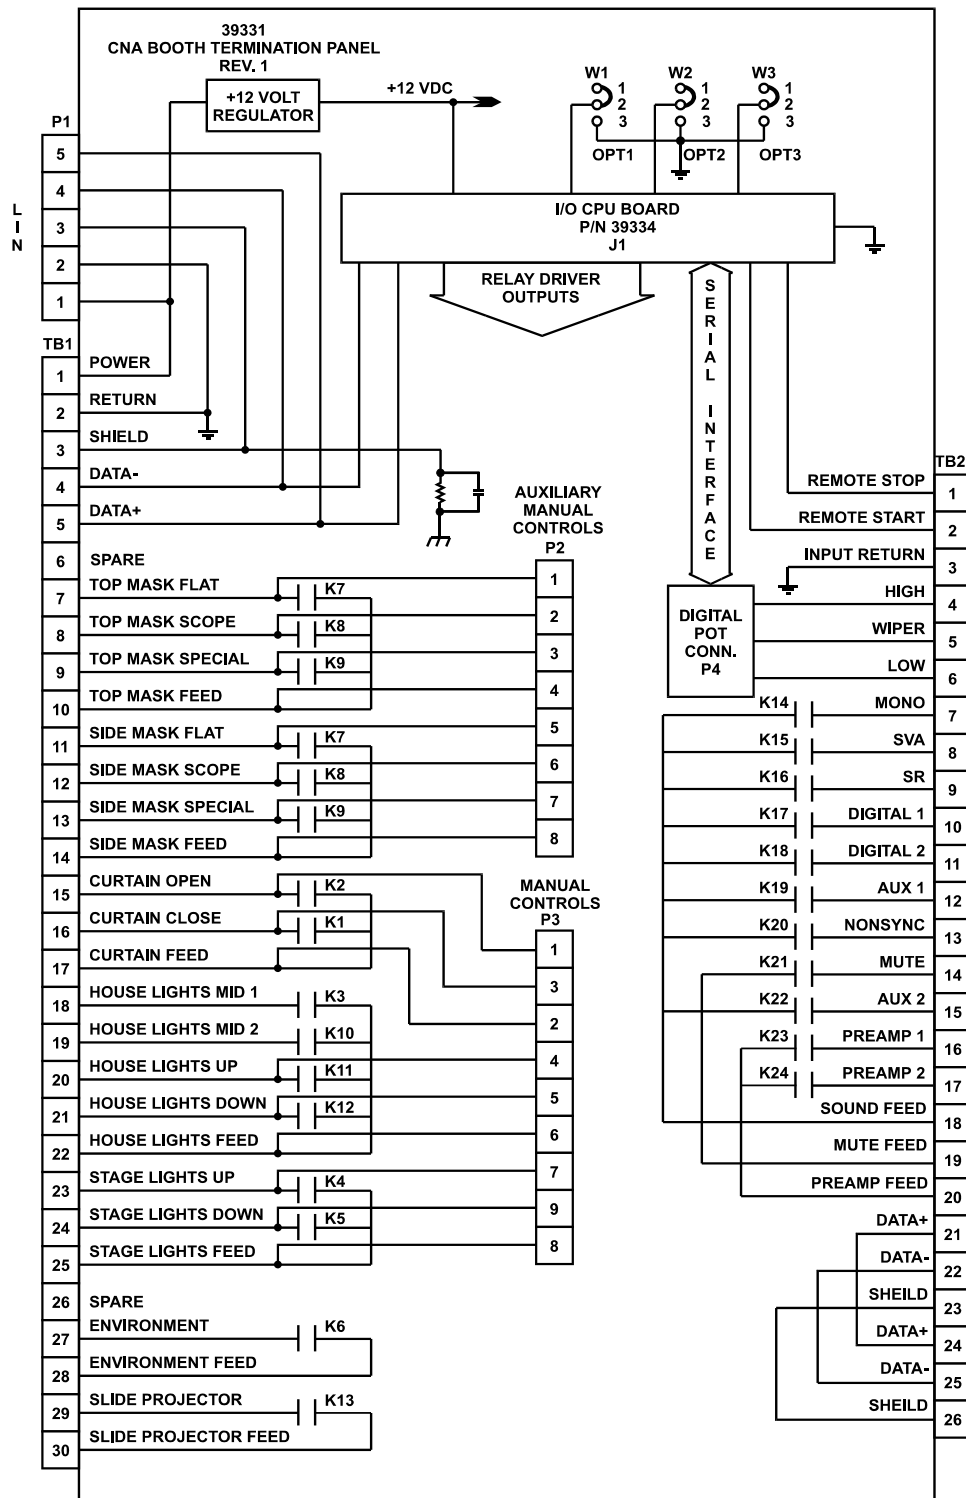 39331
CNA BOOTH TERMINATION PANEL
REV. 1
+12 VOLT
REGULATOR
+12 VDC
W1
1
2
3
W2
1
2
3
W3
1
2
3
OPT1
OPT2
OPT3
I/O CPU BOARD
P/N 39334
J1
RELAY DRIVER
OUTPUTS
SERIAL INTERFACE
LIN
P1
5
4
3
2
1
TB1
1 POWER
2 RETURN
3 SHIELD
4 DATA-
5 DATA+
6 SPARE
7 TOP MASK FLAT K7
8 TOP MASK SCOPE K8
9 TOP MASK SPECIAL K9
10 TOP MASK FEED
11 SIDE MASK FLAT K7
12 SIDE MASK SCOPE K8
13 SIDE MASK SPECIAL K9
14 SIDE MASK FEED
15 CURTAIN OPEN K2
16 CURTAIN CLOSE K1
17 CURTAIN FEED
18 HOUSE LIGHTS MID 1 K3
19 HOUSE LIGHTS MID 2 K10
20 HOUSE LIGHTS UP K11
21 HOUSE LIGHTS DOWN K12
22 HOUSE LIGHTS FEED
23 STAGE LIGHTS UP K4
24 STAGE LIGHTS DOWN K5
25 STAGE LIGHTS FEED
26 SPARE
27 ENVIRONMENT K6
28 ENVIRONMENT FEED
29 SLIDE PROJECTOR K13
30 SLIDE PROJECTOR FEED
AUXILIARY
MANUAL
CONTROLS
P2
1
2
3
4
5
6
7
8
MANUAL
CONTROLS
P3
1
3
2
4
5
6
7
9
8
DIGITAL
POT
CONN.
P4
TB2
REMOTE STOP 1
REMOTE START 2
INPUT RETURN 3
HIGH 4
WIPER 5
LOW 6
K14 MONO 7
K15 SVA 8
K16 SR 9
K17 DIGITAL 1 10
K18 DIGITAL 2 11
K19 AUX 1 12
K20 NONSYNC 13
K21 MUTE 14
K22 AUX 2 15
K23 PREAMP 1 16
K24 PREAMP 2 17
SOUND FEED 18
MUTE FEED 19
PREAMP FEED 20
DATA+ 21
DATA- 22
SHEILD 23
DATA+ 24
DATA- 25
SHEILD 26